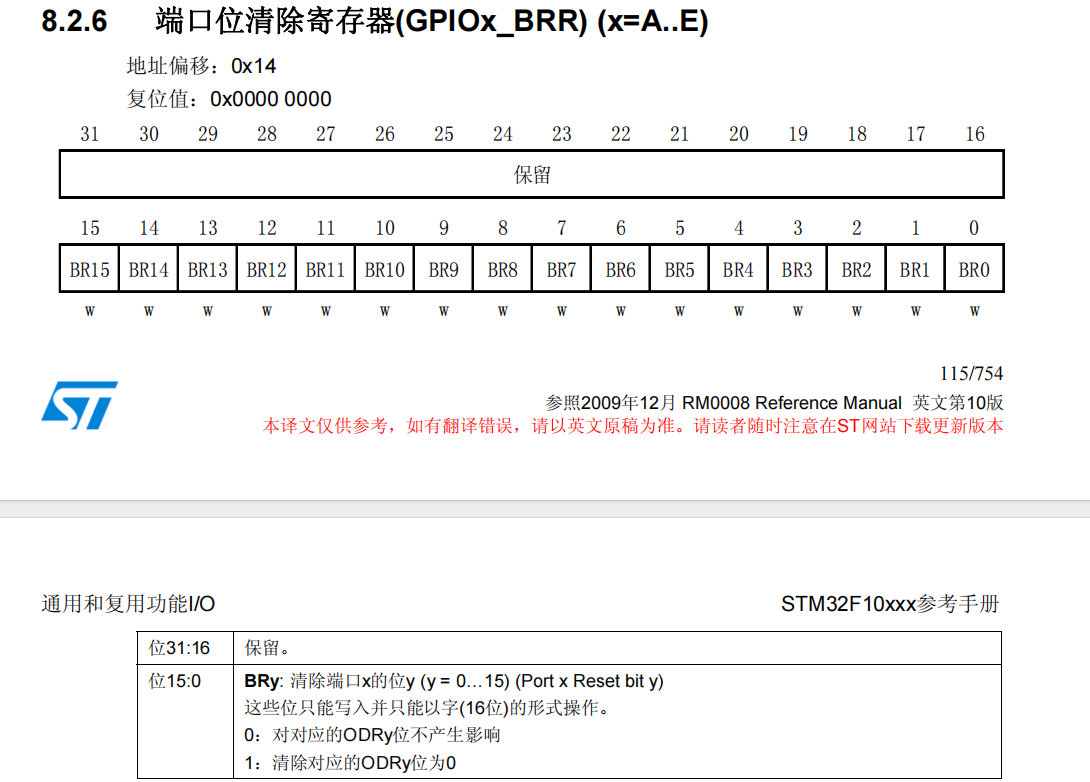 8.2.6 端口位清除寄存器(GPIOx_BRR) (x=A..E)
地址偏移：0x14
复位值：0x0000 0000
31 30 29 28 27 26 25 24 23 22 21 20 19 18 17 16
保留
15 14 13 12 11 10 9 8 7 6 5 4 3 2 1 0
BR15 BR14 BR13 BR12 BR11 BR10 BR9 BR8 BR7 BR6 BR5 BR4 BR3 BR2 BR1 BR0
w w w w w w w w w w w w w w w w
115/754
ST
参照2009年12月 RM0008 Reference Manual 英文第10版
本译文仅供参考，如有翻译错误，请以英文原稿为准。请读者随时注意在ST网站下载更新版本
通用和复用功能I/O STM32F10xxx参考手册
位31:16 保留。
位15:0 BRy: 清除端口x的位y (y = 0…15) (Port x Reset bit y)
这些位只能写入并只能以字(16位)的形式操作。
0：对对应的ODRy位不产生影响
1：清除对应的ODRy位为0